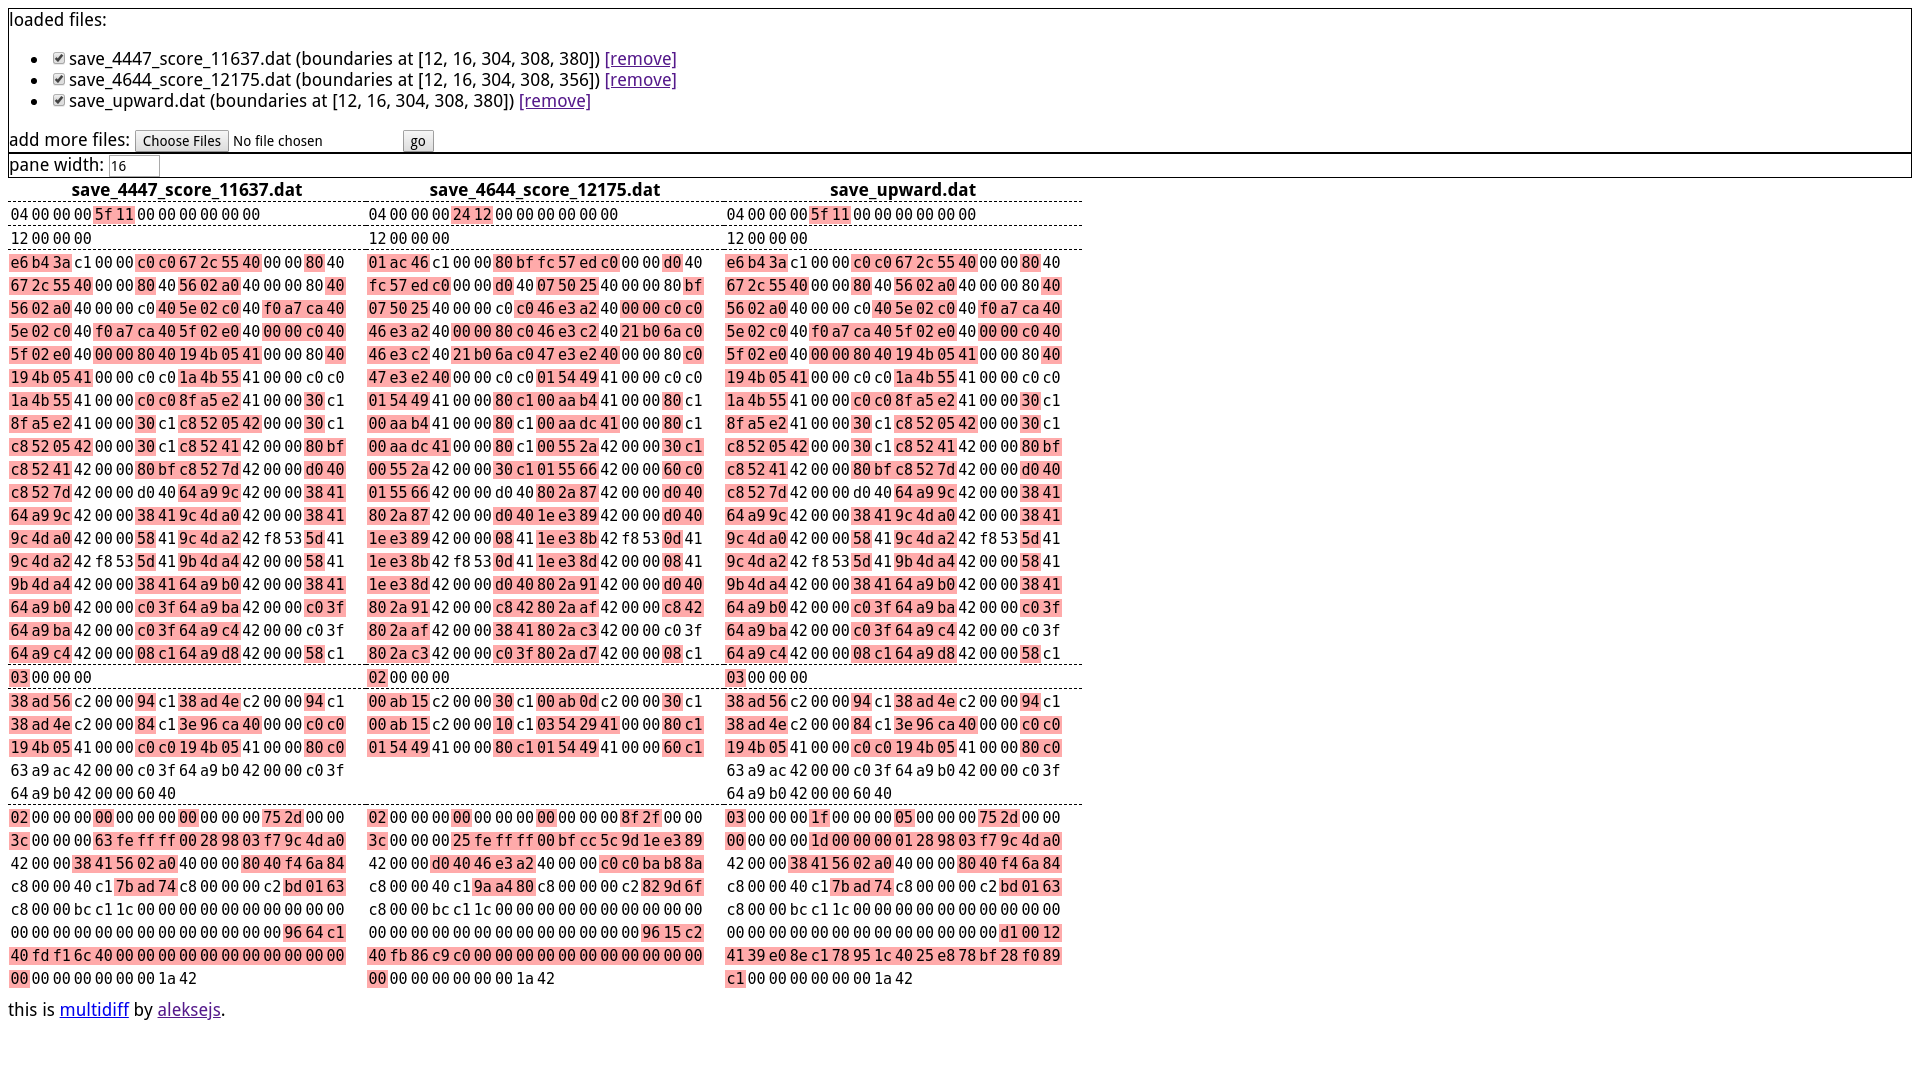 loaded files:
save_4447_score_11637.dat (boundaries at [12, 16, 304, 308, 380]) [remove]
save_4644_score_12175.dat (boundaries at [12, 16, 304, 308, 356]) [remove]
save_upward.dat (boundaries at [12, 16, 304, 308, 380]) [remove]
add more files: Choose Files No file chosen go
pane width: 16
save_4447_score_11637.dat save_4644_score_12175.dat save_upward.dat
04 00 00 00 5f 11 00 00 00 00 00 00 04 00 00 00 24 12 00 00 00 00 00 00 04 00 00 00 5f 11 00 00 00 00 00 00
12 00 00 00 12 00 00 00 12 00 00 00
e6 b4 3a c1 00 00 c0 c0 67 2c 55 40 00 00 80 40 01 ac 46 c1 00 00 80 bf fc 57 ed c0 00 00 d0 40 e6 b4 3a c1 00 00 c0 c0 67 2c 55 40 00 00 80 40
67 2c 55 40 00 00 80 40 56 02 a0 40 00 00 80 40 fc 57 ed c0 00 00 d0 40 07 50 25 40 00 00 80 bf 67 2c 55 40 00 00 80 40 56 02 a0 40 00 00 80 40
56 02 a0 40 00 00 c0 40 5e 02 c0 40 f0 a7 ca 40 07 50 25 40 00 00 c0 c0 46 e3 a2 40 00 00 c0 c0 56 02 a0 40 00 00 c0 40 5e 02 c0 40 f0 a7 ca 40
5e 02 c0 40 f0 a7 ca 40 5f 02 e0 40 00 00 c0 40 46 e3 a2 40 00 00 80 c0 46 e3 c2 40 21 b0 6a c0 5e 02 c0 40 f0 a7 ca 40 5f 02 e0 40 00 00 c0 40
5f 02 e0 40 00 00 80 40 19 4b 05 41 00 00 80 40 46 e3 c2 40 21 b0 6a c0 47 e3 e2 40 00 00 80 c0 5f 02 e0 40 00 00 80 40 19 4b 05 41 00 00 80 40
19 4b 05 41 00 00 c0 c0 1a 4b 55 41 00 00 c0 c0 47 e3 e2 40 00 00 c0 c0 01 54 49 41 00 00 c0 c0 19 4b 05 41 00 00 c0 c0 1a 4b 55 41 00 00 c0 c0
1a 4b 55 41 00 00 c0 c0 8f a5 e2 41 00 00 30 c1 01 54 49 41 00 00 80 c1 00 aa b4 41 00 00 80 c1 1a 4b 55 41 00 00 c0 c0 8f a5 e2 41 00 00 30 c1
8f a5 e2 41 00 00 30 c1 c8 52 05 42 00 00 30 c1 00 aa b4 41 00 00 80 c1 00 aa dc 41 00 00 80 c1 8f a5 e2 41 00 00 30 c1 c8 52 05 42 00 00 30 c1
c8 52 05 42 00 00 30 c1 c8 52 41 42 00 00 80 bf 00 aa dc 41 00 00 80 c1 00 55 2a 42 00 00 30 c1 c8 52 05 42 00 00 30 c1 c8 52 41 42 00 00 80 bf
c8 52 41 42 00 00 80 bf c8 52 7d 42 00 00 d0 40 00 55 2a 42 00 00 30 c1 01 55 66 42 00 00 60 c0 c8 52 41 42 00 00 80 bf c8 52 7d 42 00 00 d0 40
c8 52 7d 42 00 00 d0 40 64 a9 9c 42 00 00 38 41 01 55 66 42 00 00 d0 40 80 2a 87 42 00 00 d0 40 c8 52 7d 42 00 00 d0 40 64 a9 9c 42 00 00 38 41
64 a9 9c 42 00 00 38 41 9c 4d a0 42 00 00 38 41 80 2a 87 42 00 00 d0 40 1e e3 89 42 00 00 d0 40 64 a9 9c 42 00 00 38 41 9c 4d a0 42 00 00 38 41
9c 4d a0 42 00 00 58 41 9c 4d a2 42 f8 53 5d 41 1e e3 89 42 00 00 08 41 1e e3 8b 42 f8 53 0d 41 9c 4d a0 42 00 00 58 41 9c 4d a2 42 f8 53 5d 41
9c 4d a2 42 f8 53 5d 41 9b 4d a4 42 00 00 58 41 1e e3 8b 42 f8 53 0d 41 1e e3 8d 42 00 00 08 41 9c 4d a2 42 f8 53 5d 41 9b 4d a4 42 00 00 58 41
9b 4d a4 42 00 00 38 41 64 a9 b0 42 00 00 38 41 1e e3 8d 42 00 00 d0 40 80 2a 91 42 00 00 d0 40 9b 4d a4 42 00 00 38 41 64 a9 b0 42 00 00 38 41
64 a9 b0 42 00 00 c0 3f 64 a9 ba 42 00 00 c0 3f 80 2a 91 42 00 00 c8 42 80 2a af 42 00 00 c8 42 64 a9 b0 42 00 00 c0 3f 64 a9 ba 42 00 00 c0 3f
64 a9 ba 42 00 00 c0 3f 64 a9 c4 42 00 00 c0 3f 80 2a af 42 00 00 38 41 80 2a c3 42 00 00 c0 3f 64 a9 ba 42 00 00 c0 3f 64 a9 c4 42 00 00 c0 3f
64 a9 c4 42 00 00 08 c1 64 a9 d8 42 00 00 58 c1 80 2a c3 42 00 00 c0 3f 80 2a d7 42 00 00 08 c1 64 a9 c4 42 00 00 08 c1 64 a9 d8 42 00 00 58 c1
03 00 00 00 02 00 00 00 03 00 00 00
38 ad 56 c2 00 00 94 c1 38 ad 4e c2 00 00 94 c1 00 ab 15 c2 00 00 30 c1 00 ab 0d c2 00 00 30 c1 38 ad 56 c2 00 00 94 c1 38 ad 4e c2 00 00 94 c1
38 ad 4e c2 00 00 84 c1 3e 96 ca 40 00 00 c0 c0 00 ab 15 c2 00 00 10 c1 03 54 29 41 00 00 80 c1 38 ad 4e c2 00 00 84 c1 3e 96 ca 40 00 00 c0 c0
19 4b 05 41 00 00 c0 c0 19 4b 05 41 00 00 80 c0 01 54 49 41 00 00 80 c1 01 54 49 41 00 00 60 c1 19 4b 05 41 00 00 c0 c0 19 4b 05 41 00 00 80 c0
63 a9 ac 42 00 00 c0 3f 64 a9 b0 42 00 00 c0 3f 63 a9 ac 42 00 00 c0 3f 64 a9 b0 42 00 00 c0 3f
64 a9 b0 42 00 00 60 40 64 a9 b0 42 00 00 60 40
02 00 00 00 00 00 00 00 00 00 00 00 75 2d 00 00 02 00 00 00 00 00 00 00 00 00 00 00 8f 2f 00 00 03 00 00 00 1f 00 00 00 05 00 00 00 75 2d 00 00
3c 00 00 00 63 fe ff ff 00 28 98 03 f7 9c 4d a0 3c 00 00 00 25 fe ff ff 00 bf cc 5c 9d 1e e3 89 00 00 00 00 1d 00 00 00 01 28 98 03 f7 9c 4d a0
42 00 00 38 41 56 02 a0 40 00 00 80 40 f4 6a 84 42 00 00 d0 40 46 e3 a2 40 00 00 c0 c0 ba b8 8a 42 00 00 38 41 56 02 a0 40 00 00 80 40 f4 6a 84
c8 00 00 40 c1 7b ad 74 c8 00 00 00 c2 bd 01 63 c8 00 00 40 c1 9a a4 80 c8 00 00 00 c2 82 9d 6f c8 00 00 40 c1 7b ad 74 c8 00 00 00 c2 bd 01 63
c8 00 00 bc c1 1c 00 00 00 00 00 00 00 00 00 00 c8 00 00 bc c1 1c 00 00 00 00 00 00 00 00 00 00 c8 00 00 bc c1 1c 00 00 00 00 00 00 00 00 00 00
00 00 00 00 00 00 00 00 00 00 00 00 00 96 64 c1 00 00 00 00 00 00 00 00 00 00 00 00 00 96 15 c2 00 00 00 00 00 00 00 00 00 00 00 00 00 d1 00 12
40 fd f1 6c 40 00 00 00 00 00 00 00 00 00 00 00 40 fb 86 c9 c0 00 00 00 00 00 00 00 00 00 00 00 41 39 e0 8e c1 78 95 1c 40 25 e8 78 bf 28 f0 89
00 00 00 00 00 00 00 1a 42 00 00 00 00 00 00 00 1a 42 c1 00 00 00 00 00 00 1a 42
this is multidiff by aleksejs.